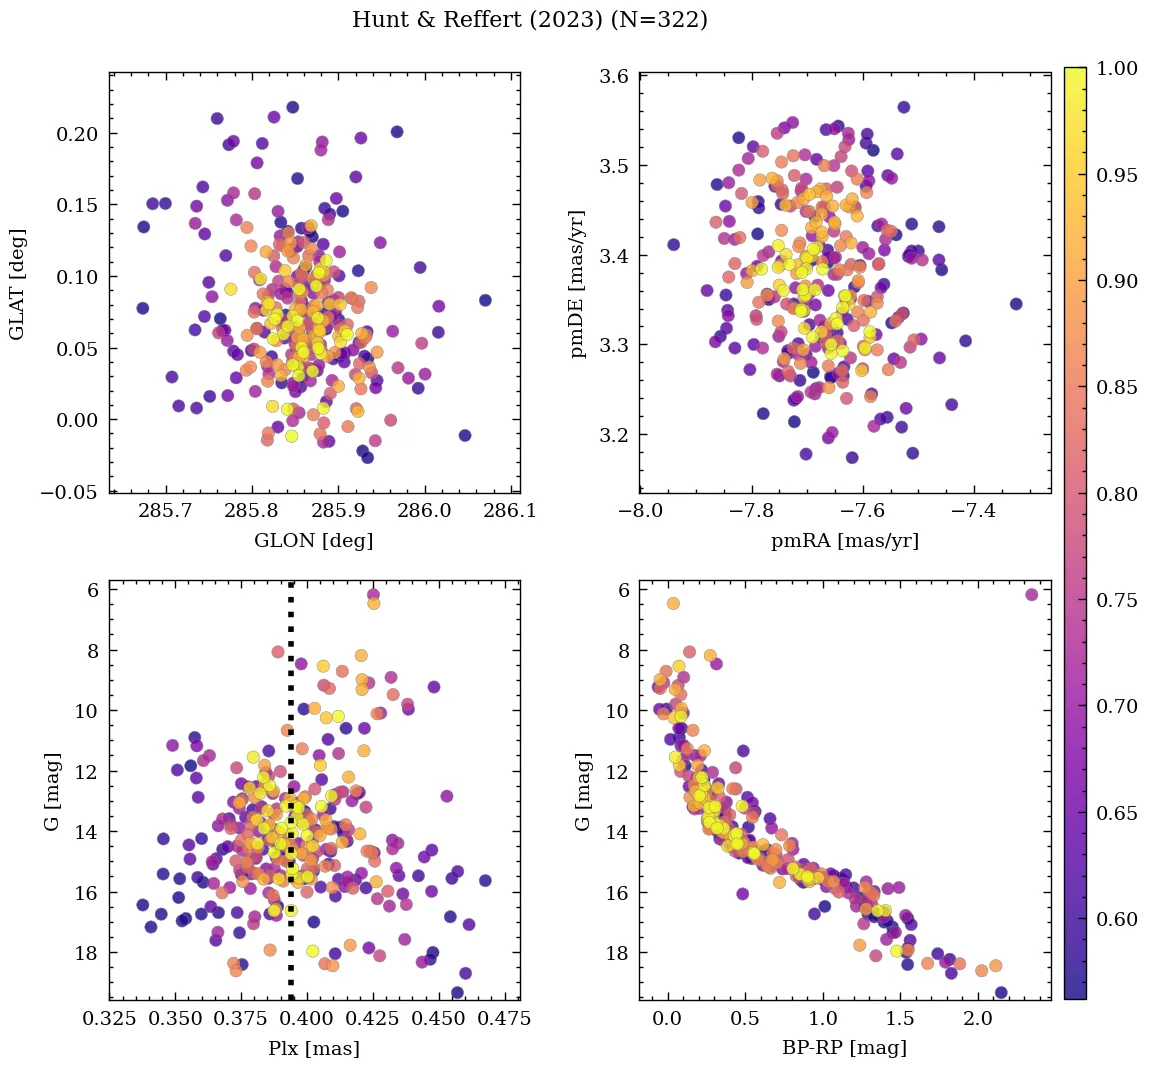 Hunt & Reffert (2023) (N=322)
GLAT [deg]
0.20
0.15
0.10
0.05
0.00
−0.05
285.7 285.8 285.9 286.0 286.1
GLON [deg]
pmDE [mas/yr]
3.6
3.5
3.4
3.3
3.2
−8.0 −7.8 −7.6 −7.4
pmRA [mas/yr]
G [mag]
6
8
10
12
14
16
18
0.325 0.350 0.375 0.400 0.425 0.450 0.475
Plx [mas]
G [mag]
6
8
10
12
14
16
18
0.0 0.5 1.0 1.5 2.0
BP-RP [mag]
1.00
0.95
0.90
0.85
0.80
0.75
0.70
0.65
0.60